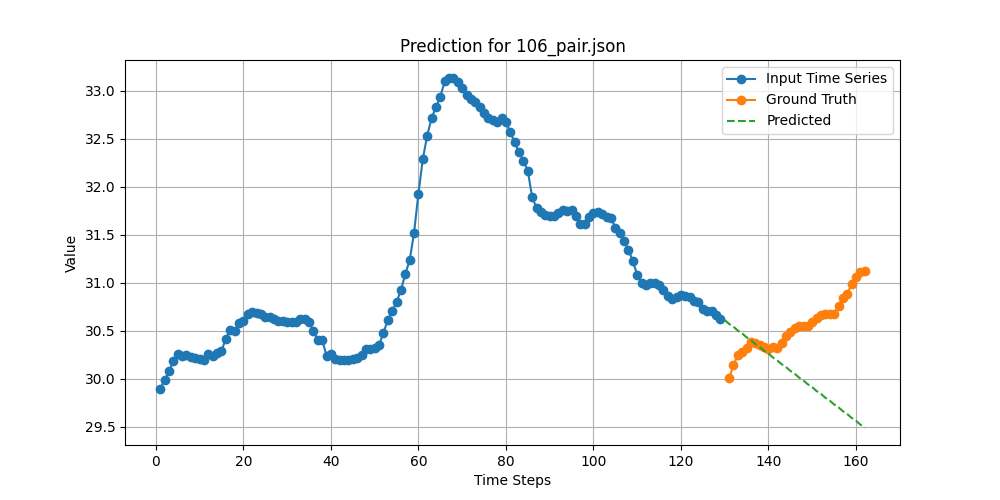 Prediction for 106_pair.json
Input Time Series
Ground Truth
Predicted
33.0
32.5
32.0
31.5
31.0
30.5
30.0
29.5
Value
0 20 40 60 80 100 120 140 160
Time Steps